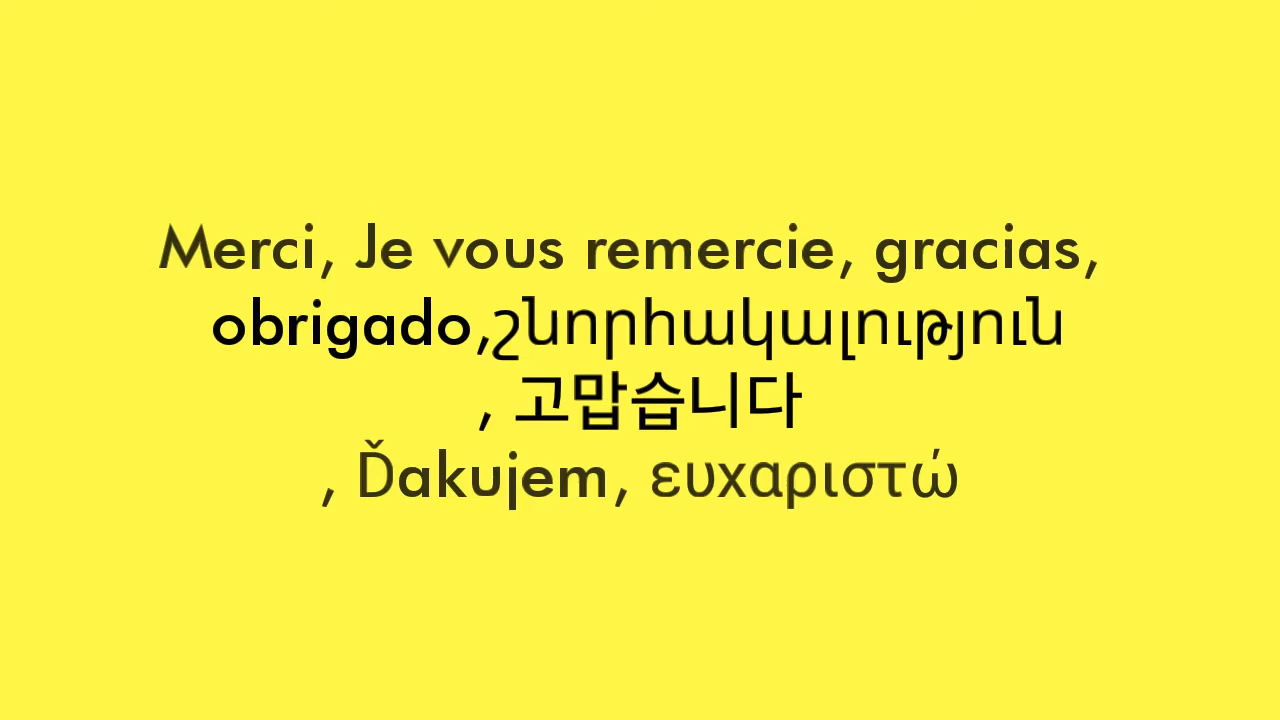 Merci, Je vous remercie, gracias,
obrigado,շնորհակալություն
, 고맙습니다
, Ďakujem, ευχαριστώ